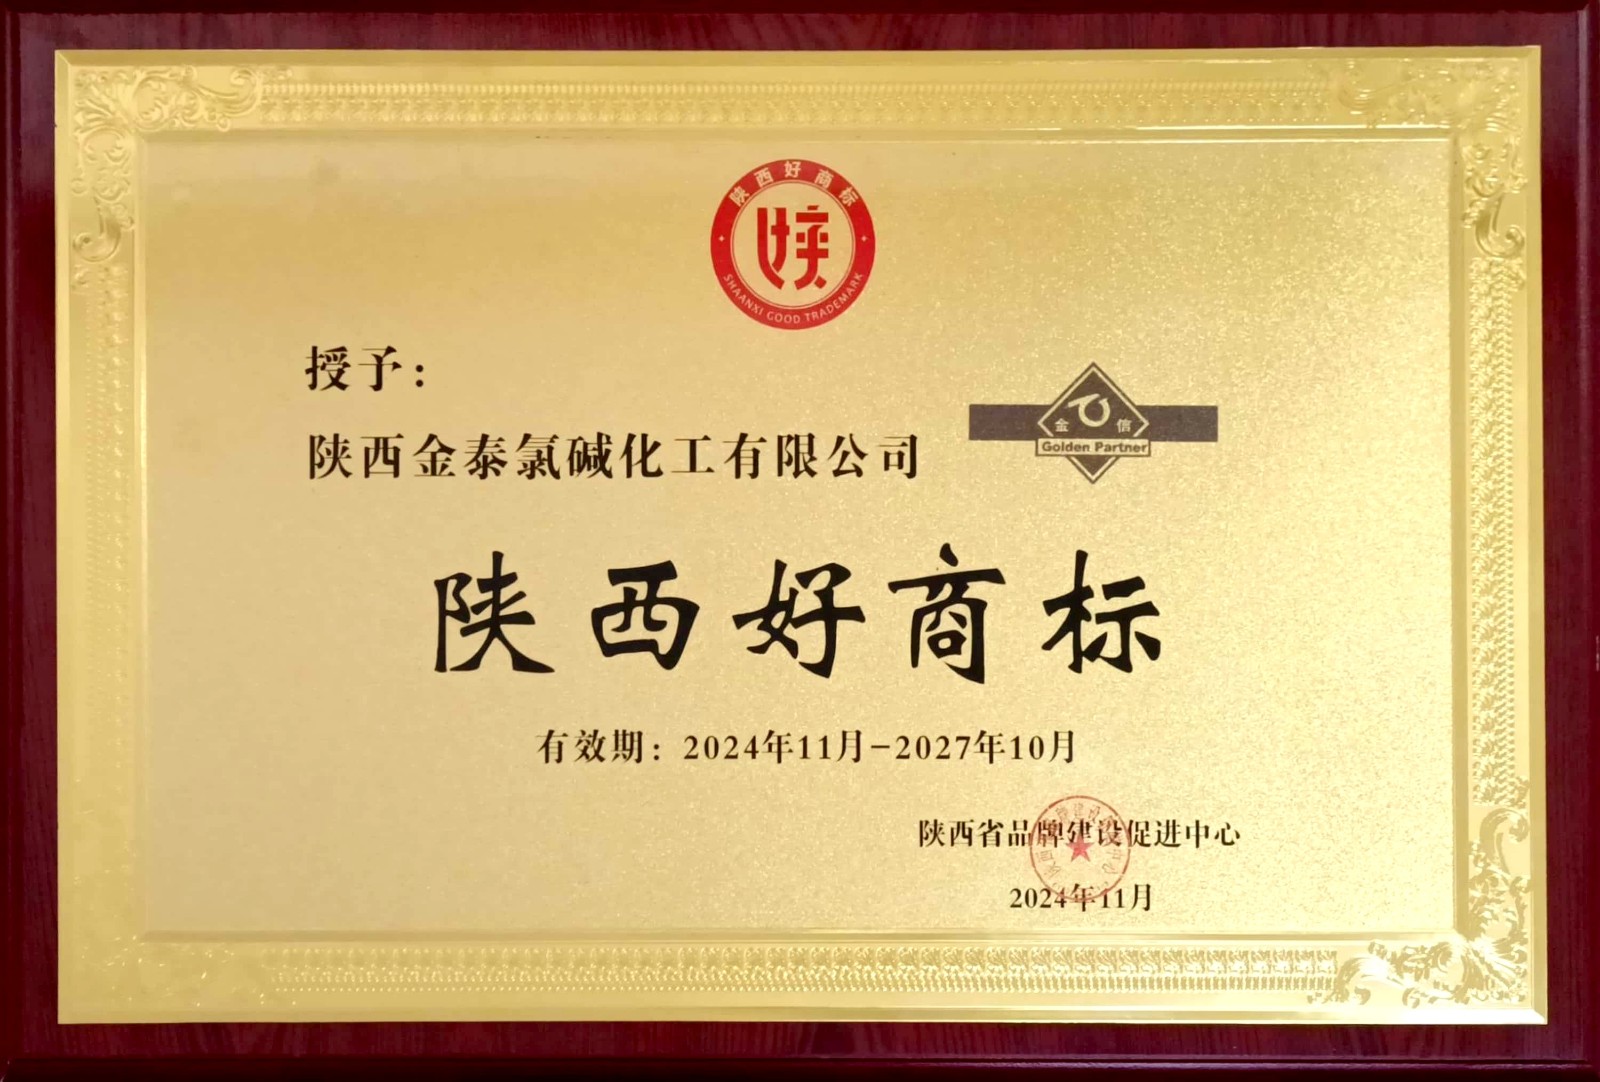 陕西好商标
SHAANXI GOOD TRADEMARK
授予：
陕西金泰氯碱化工有限公司
金信
Golden Partner
陕西好商标
有效期：2024年11月-2027年10月
陕西省品牌建设促进中心
2024年11月